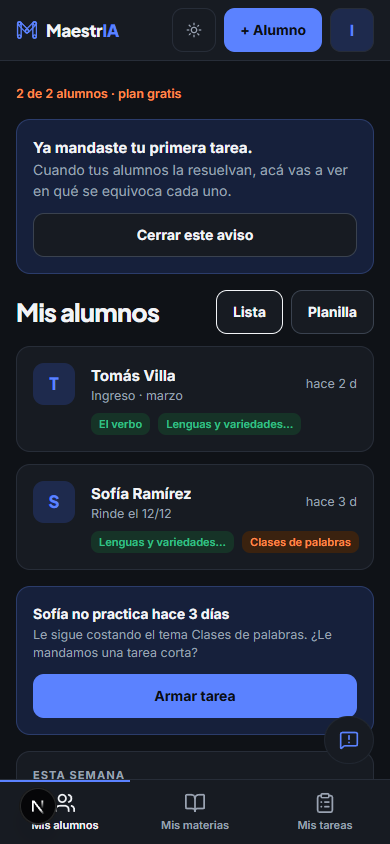 MaestrIA
+ Alumno
I
2 de 2 alumnos · plan gratis
Ya mandaste tu primera tarea.
Cuando tus alumnos la resuelvan, acá vas a ver
en qué se equivoca cada uno.
Cerrar este aviso
Mis alumnos
Lista
Planilla
T
Tomás Villa
hace 2 d
Ingreso · marzo
El verbo
Lenguas y variedades...
S
Sofía Ramírez
hace 3 d
Rinde el 12/12
Lenguas y variedades...
Clases de palabras
Sofía no practica hace 3 días
Le sigue costando el tema Clases de palabras. ¿Le
mandamos una tarea corta?
Armar tarea
ESTA SEMANA
N
Mis alumnos
Mis materias
Mis tareas